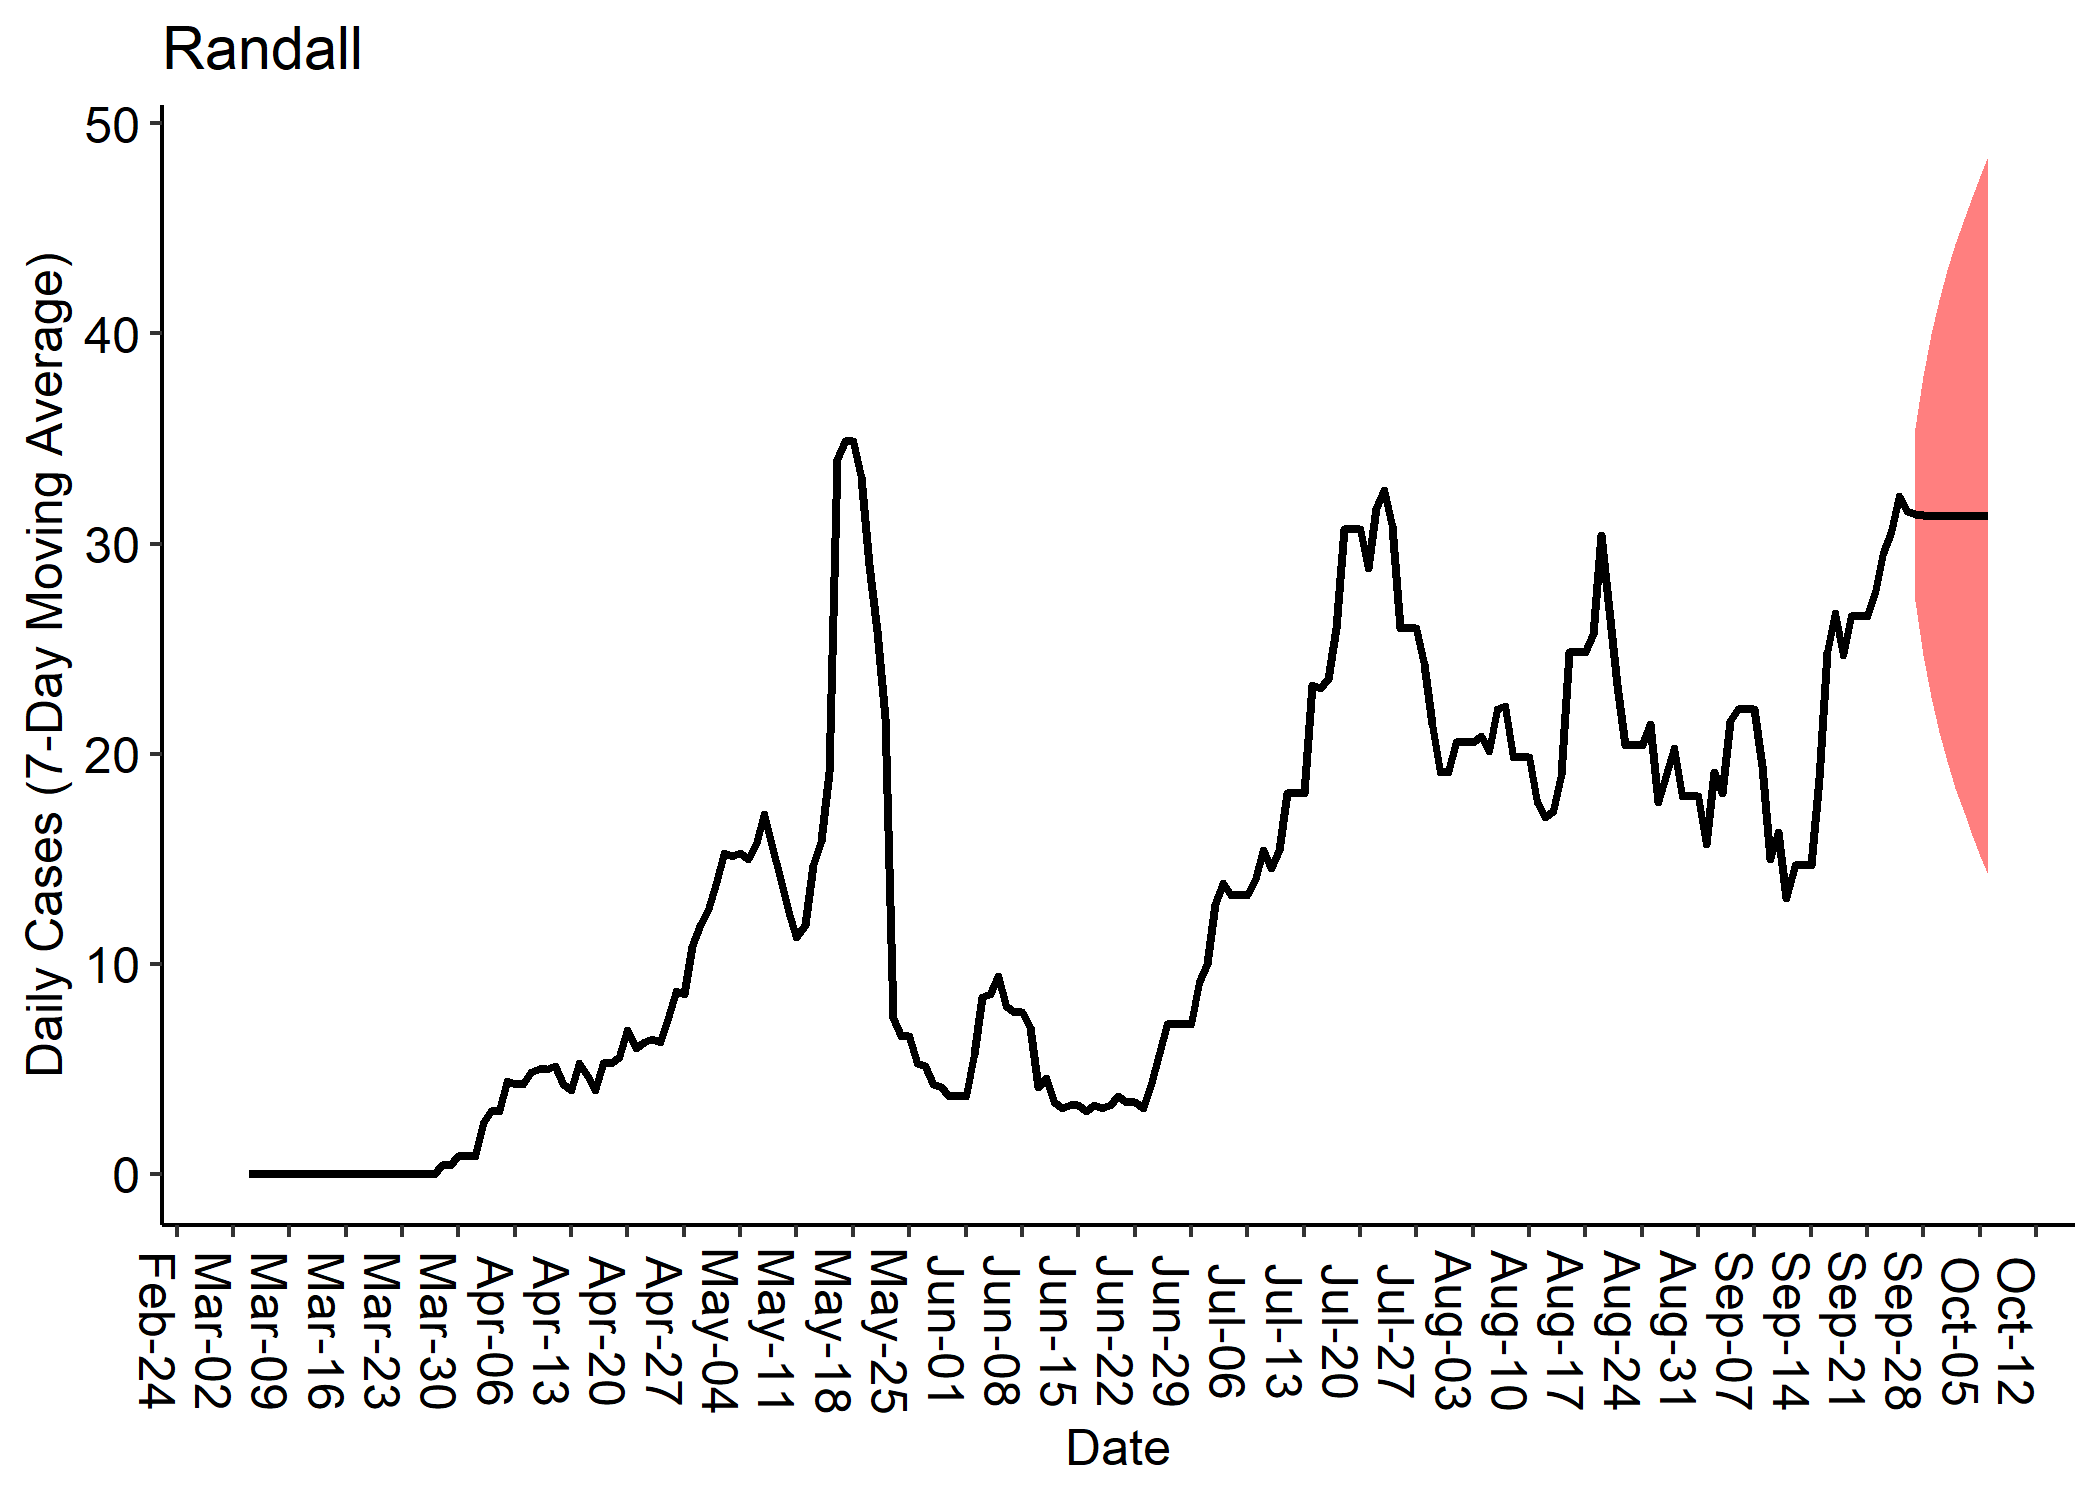 Randall
Daily Cases (7-Day Moving Average)
50
40
30
20
10
0
Feb-24
Mar-02
Mar-09
Mar-16
Mar-23
Mar-30
Apr-06
Apr-13
Apr-20
Apr-27
May-04
May-11
May-18
May-25
Jun-01
Jun-08
Jun-15
Jun-22
Jun-29
Jul-06
Jul-13
Jul-20
Jul-27
Aug-03
Aug-10
Aug-17
Aug-24
Aug-31
Sep-07
Sep-14
Sep-21
Sep-28
Oct-05
Oct-12
Date